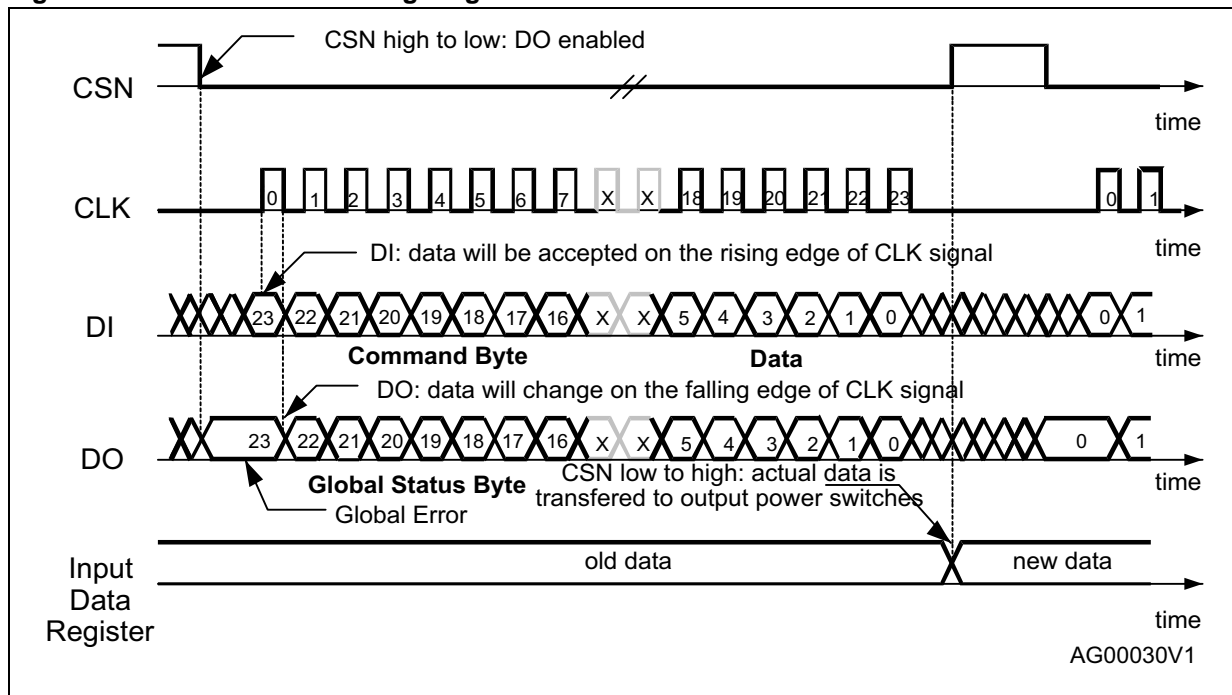 CSN high to low: DO enabled
CSN
time
0 1 2 3 4 5 6 7 X X 18 19 20 21 22 23 0 1
CLK
time
DI: data will be accepted on the rising edge of CLK signal
23 22 21 20 19 18 17 16 X X 5 4 3 2 1 0 0 1
DI
Command Byte Data
time
DO: data will change on the falling edge of CLK signal
23 22 21 20 19 18 17 16 X X 5 4 3 2 1 0 0 1
DO
time
Global Status Byte
CSN low to high: actual data is
transfered to output power switches
Global Error
old data new data
Input
Data
Register
time
AG00030V1